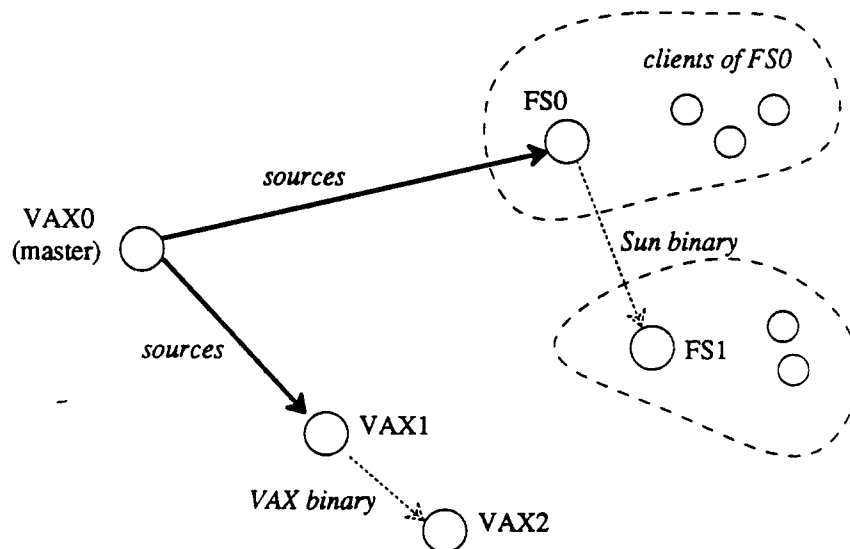 clients of FS0
FS0
sources
VAX0
(master)
Sun binary
sources
FS1
VAX1
VAX binary
VAX2